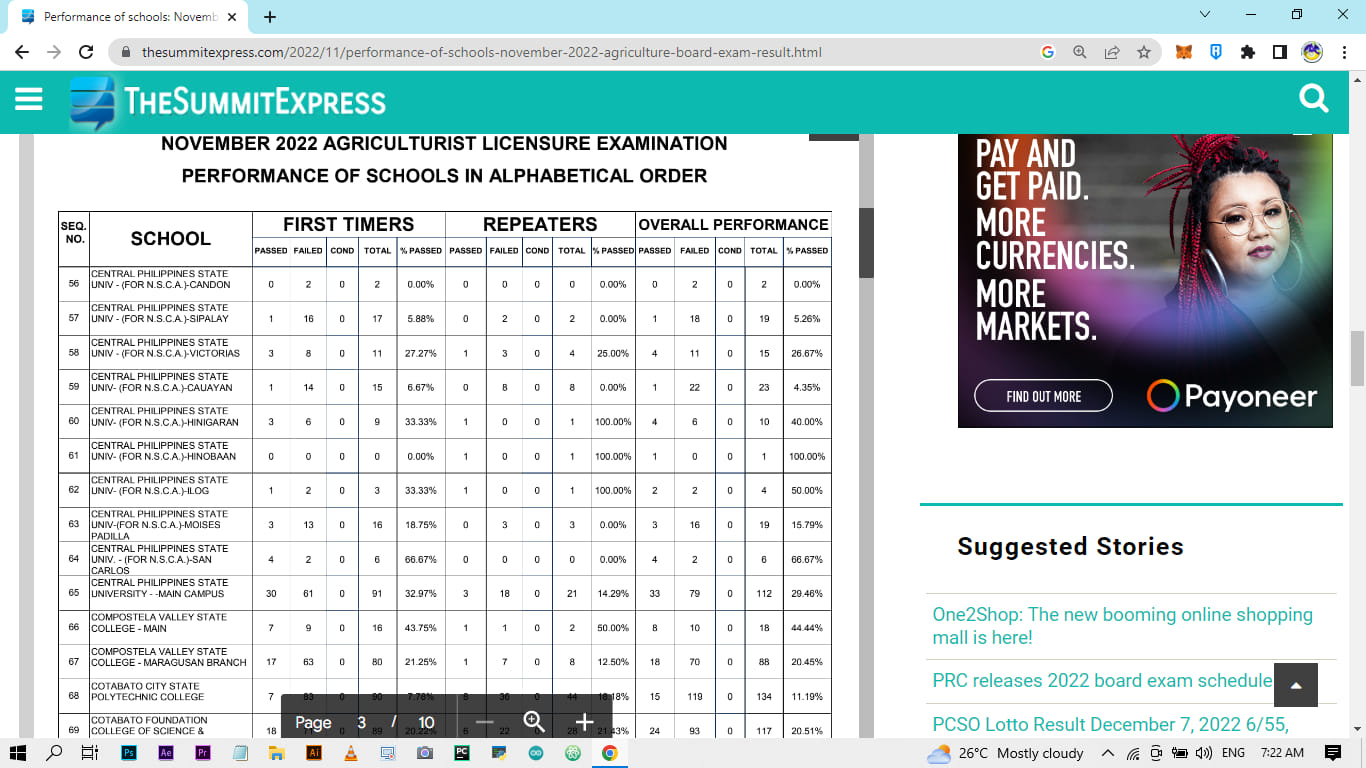 Performance of schools: Novemb
thesummitexpress.com/2022/11/performance-of-schools-november-2022-agriculture-board-exam-result.html
THESUMMITEXPRESS
NOVEMBER 2022 AGRICULTURIST LICENSURE EXAMINATION
PERFORMANCE OF SCHOOLS IN ALPHABETICAL ORDER
SEQ. NO. SCHOOL FIRST TIMERS REPEATERS OVERALL PERFORMANCE
PASSED FAILED COND TOTAL % PASSED PASSED FAILED COND TOTAL % PASSED PASSED FAILED COND TOTAL % PASSED
CENTRAL PHILIPPINES STATE
56 UNIV - (FOR N.S.C.A.)-CANDON 0 2 0 2 0.00% 0 0 0 0 0.00% 0 2 0 2 0.00%
CENTRAL PHILIPPINES STATE
57 UNIV - (FOR N.S.C.A.)-SIPALAY 1 16 0 17 5.88% 0 2 0 2 0.00% 1 18 0 19 5.26%
CENTRAL PHILIPPINES STATE
58 UNIV - (FOR N.S.C.A.)-VICTORIAS 3 8 0 11 27.27% 1 3 0 4 25.00% 4 11 0 15 26.67%
CENTRAL PHILIPPINES STATE
59 UNIV- (FOR N.S.C.A.)-CAUAYAN 1 14 0 15 6.67% 0 8 0 8 0.00% 1 22 0 23 4.35%
CENTRAL PHILIPPINES STATE
60 UNIV- (FOR N.S.C.A.)-HINIGARAN 3 6 0 9 33.33% 1 0 0 1 100.00% 4 6 0 10 40.00%
CENTRAL PHILIPPINES STATE
61 UNIV- (FOR N.S.C.A.)-HINOBAAN 0 0 0 0 0.00% 1 0 0 1 100.00% 1 0 0 1 100.00%
CENTRAL PHILIPPINES STATE
62 UNIV- (FOR N.S.C.A.)-ILOG 1 2 0 3 33.33% 1 0 0 1 100.00% 2 2 0 4 50.00%
CENTRAL PHILIPPINES STATE
63 UNIV-(FOR N.S.C.A.)-MOISES 3 13 0 16 18.75% 0 3 0 3 0.00% 3 16 0 19 15.79%
PADILLA
CENTRAL PHILIPPINES STATE
64 UNIV. - (FOR N.S.C.A.)-SAN 4 2 0 6 66.67% 0 0 0 0 0.00% 4 2 0 6 66.67%
CARLOS
CENTRAL PHILIPPINES STATE
65 UNIVERSITY - -MAIN CAMPUS 30 61 0 91 32.97% 3 18 0 21 14.29% 33 79 0 112 29.46%
COMPOSTELA VALLEY STATE
66 COLLEGE - MAIN 7 9 0 16 43.75% 1 1 0 2 50.00% 8 10 0 18 44.44%
COMPOSTELA VALLEY STATE
67 COLLEGE - MARAGUSAN BRANCH 17 63 0 80 21.25% 1 7 0 8 12.50% 18 70 0 88 20.45%
COTABATO CITY STATE
68 POLYTECHNIC COLLEGE 7 83 0 90 7.78% 8 36 0 44 18.18% 15 119 0 134 11.19%
COTABATO FOUNDATION
69 COLLEGE OF SCIENCE & 18 71 0 89 20.22% 6 22 0 28 21.43% 24 93 0 117 20.51%
Page 3 / 10
PAY AND
GET PAID.
MORE
CURRENCIES.
MORE
MARKETS.
FIND OUT MORE
Payoneer
Suggested Stories
One2Shop: The new booming online shopping
mall is here!
PRC releases 2022 board exam schedule
PCSO Lotto Result December 7, 2022 6/55,
Ps Ae Pr Ai PC
26°C Mostly cloudy ENG 7:22 AM